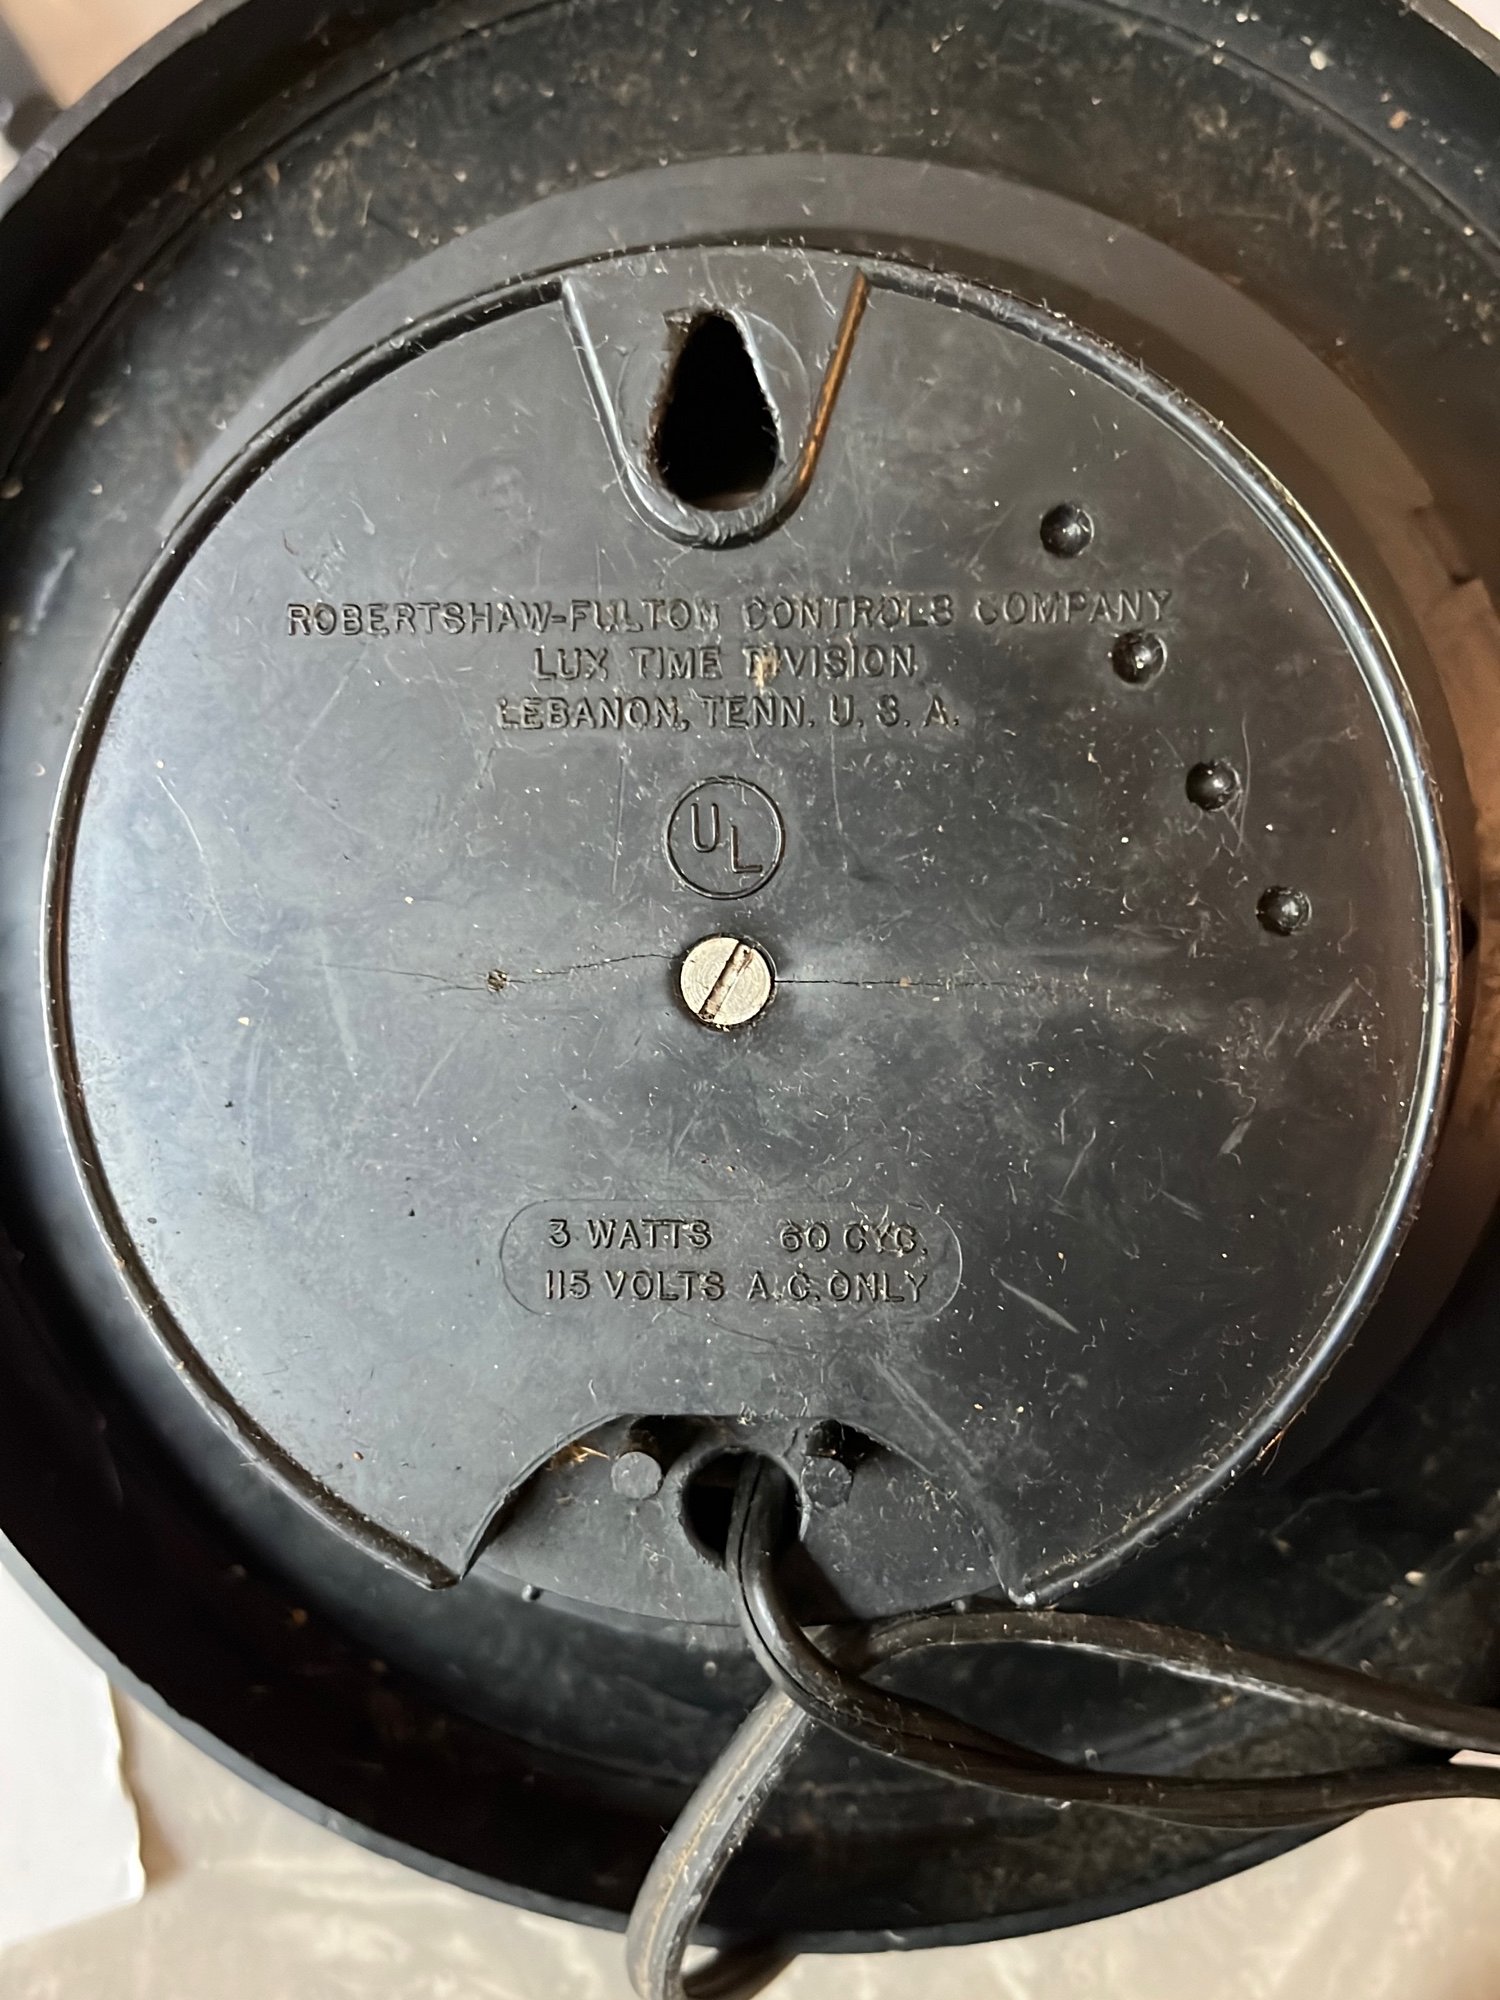 ROBERTSHAW-FULTON CONTROLS COMPANY
LUX TIME DIVISION
LEBANON, TENN. U. S. A.
UL
3 WATTS 60 CYC.
115 VOLTS A.C. ONLY